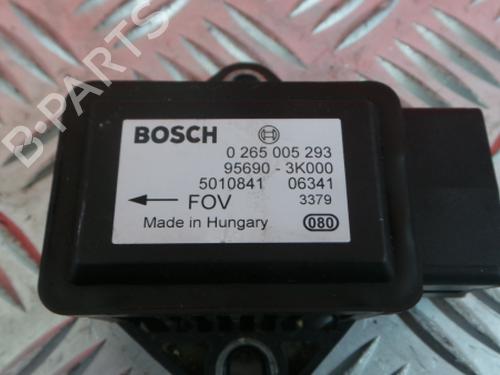 BOSCH
0 265 005 293
95690 - 3K000
5010841 06341
← FOV 3379
Made in Hungary 080
B-PARTS